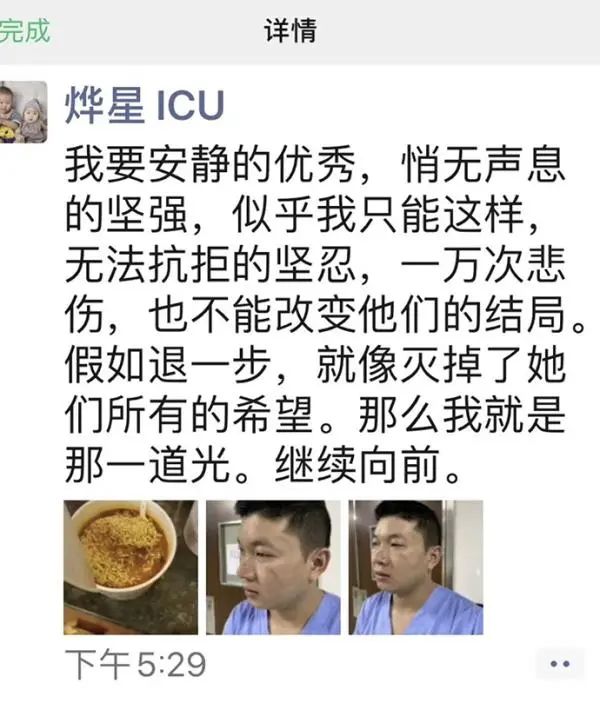 完成
详情
烨星 ICU
我要安静的优秀，悄无声息
的坚强，似乎我只能这样，
无法抗拒的坚忍，一万次悲
伤，也不能改变他们的结局。
假如退一步，就像灭掉了她
们所有的希望。那么我就是
那一道光。继续向前。
下午5:29